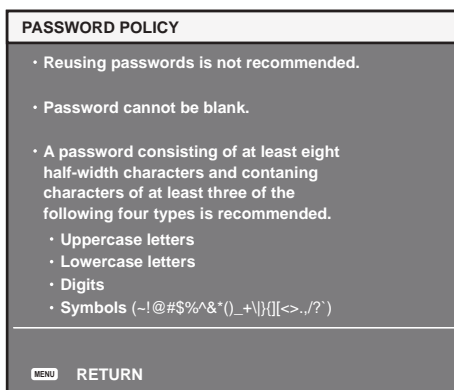 PASSWORD POLICY
・Reusing passwords is not recommended.
・Password cannot be blank.
・A password consisting of at least eight
half-width characters and contaning
characters of at least three of the
following four types is recommended.
・Uppercase letters
・Lowercase letters
・Digits
・Symbols (~!@#$%^&*()_+\|}{][<>.,/?`)
MENU RETURN